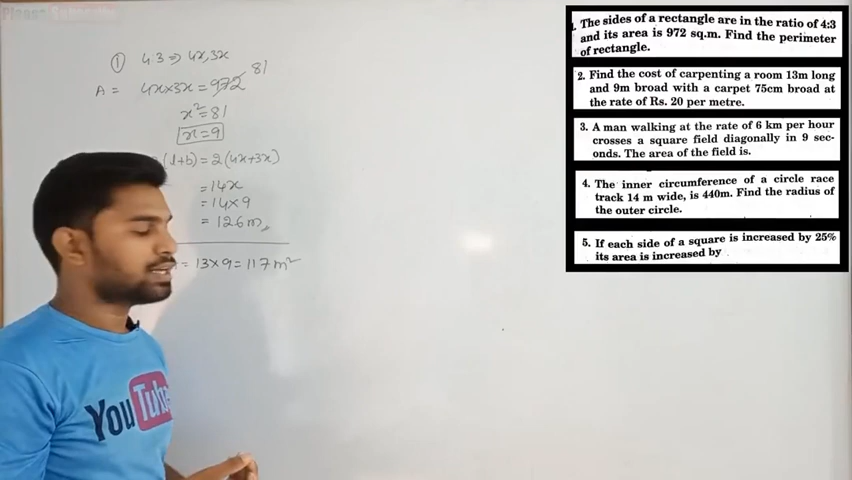 Please Subscribe
① 4:3 ⇒ 4x, 3x
A = 4x×3x = 972 81
x² = 81
x = 9
(l+b) = 2(4x+3x)
= 14x
= 14×9
= 126m,
= 13×9 = 117 m²
1. The sides of a rectangle are in the ratio of 4:3
and its area is 972 sq.m. Find the perimeter
of rectangle.
2. Find the cost of carpenting a room 13m long
and 9m broad with a carpet 75cm broad at
the rate of Rs. 20 per metre.
3. A man walking at the rate of 6 km per hour
crosses a square field diagonally in 9 sec-
onds. The area of the field is.
4. The inner circumference of a circle race
track 14 m wide, is 440m. Find the radius of
the outer circle.
5. If each side of a square is increased by 25%
its area is increased by
YouTube